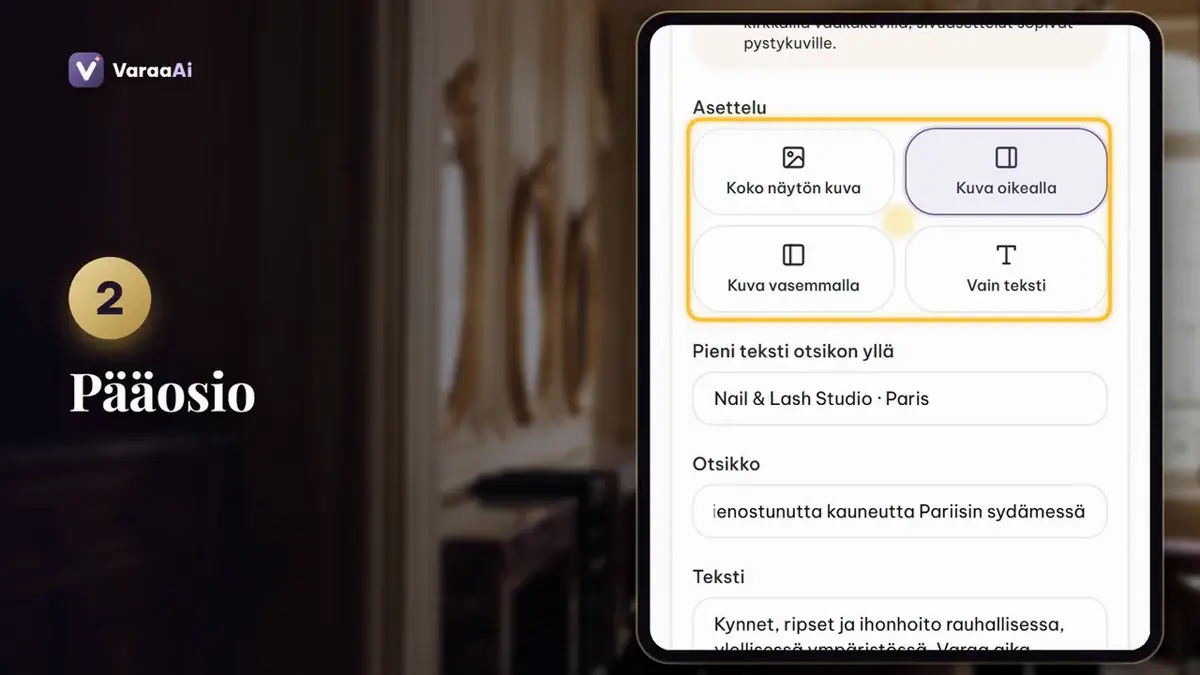 VaraaAi
2
Pääosio
pystykuville.
Asettelu
Koko näytön kuva
Kuva oikealla
Kuva vasemmalla
Vain teksti
Pieni teksti otsikon yllä
Nail & Lash Studio · Paris
Otsikko
ienostunutta kauneutta Pariisin sydämessä
Teksti
Kynnet, ripset ja ihonhoito rauhallisessa,